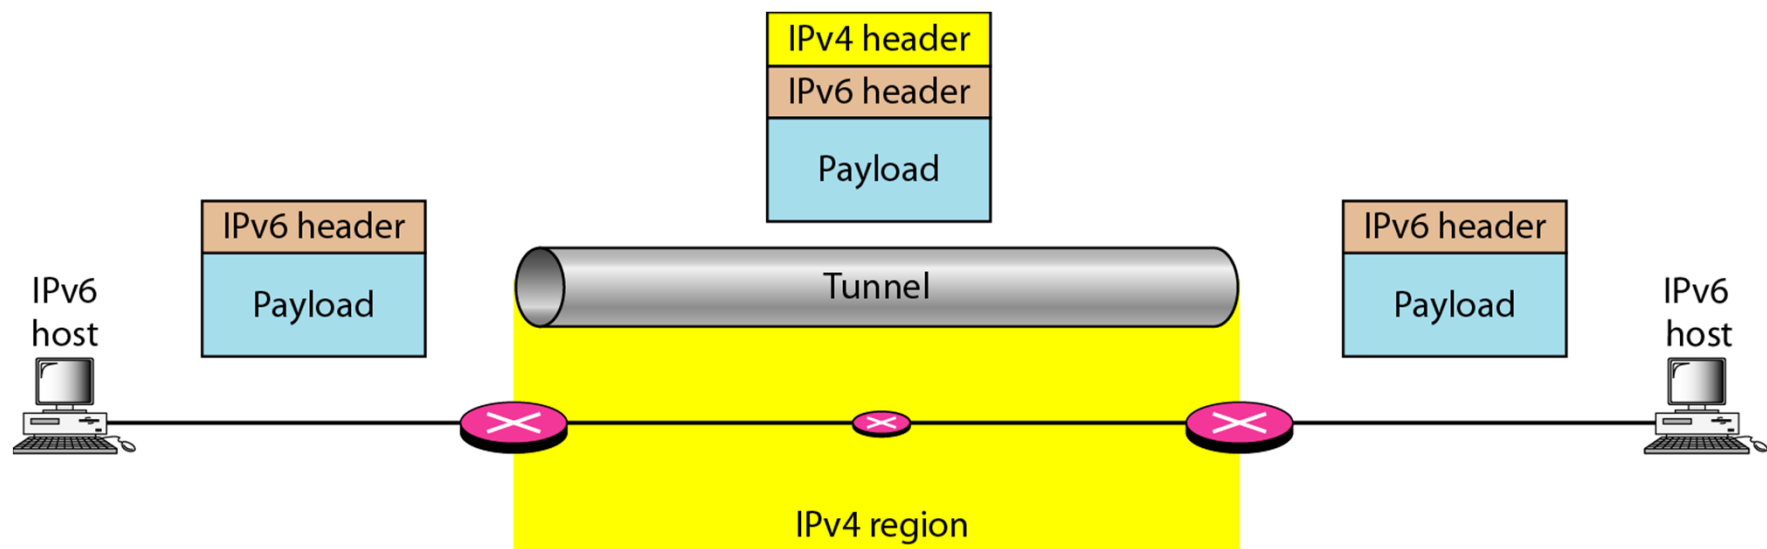 IPv4 header
IPv6 header
Payload
IPv6 header
Payload
IPv6 header
Payload
IPv6
host
Tunnel
IPv6
host
IPv4 region